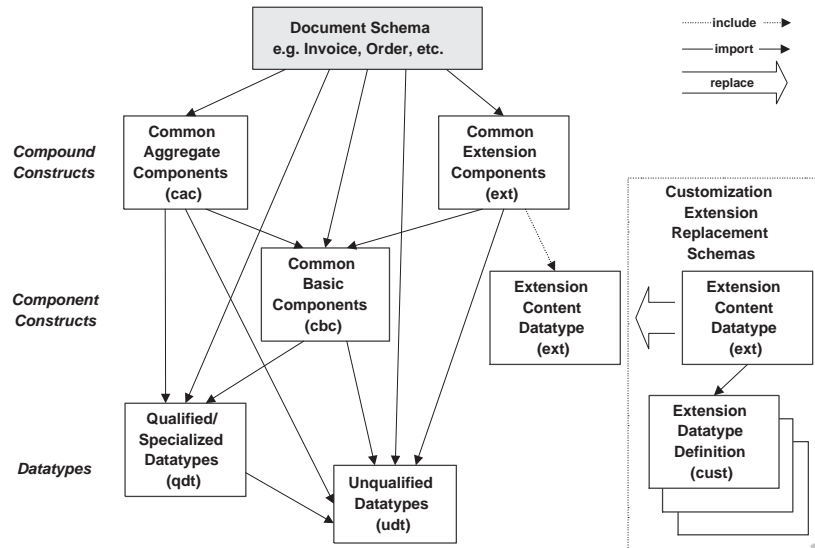 Document Schema
e.g. Invoice, Order, etc.
include
import
replace
Compound
Constructs
Common
Aggregate
Components
(cac)
Common
Extension
Components
(ext)
Customization
Extension
Replacement
Schemas
Component
Constructs
Common
Basic
Components
(cbc)
Extension
Content
Datatype
(ext)
Extension
Content
Datatype
(ext)
Datatypes
Qualified/
Specialized
Datatypes
(qdt)
Unqualified
Datatypes
(udt)
Extension
Datatype
Definition
(cust)